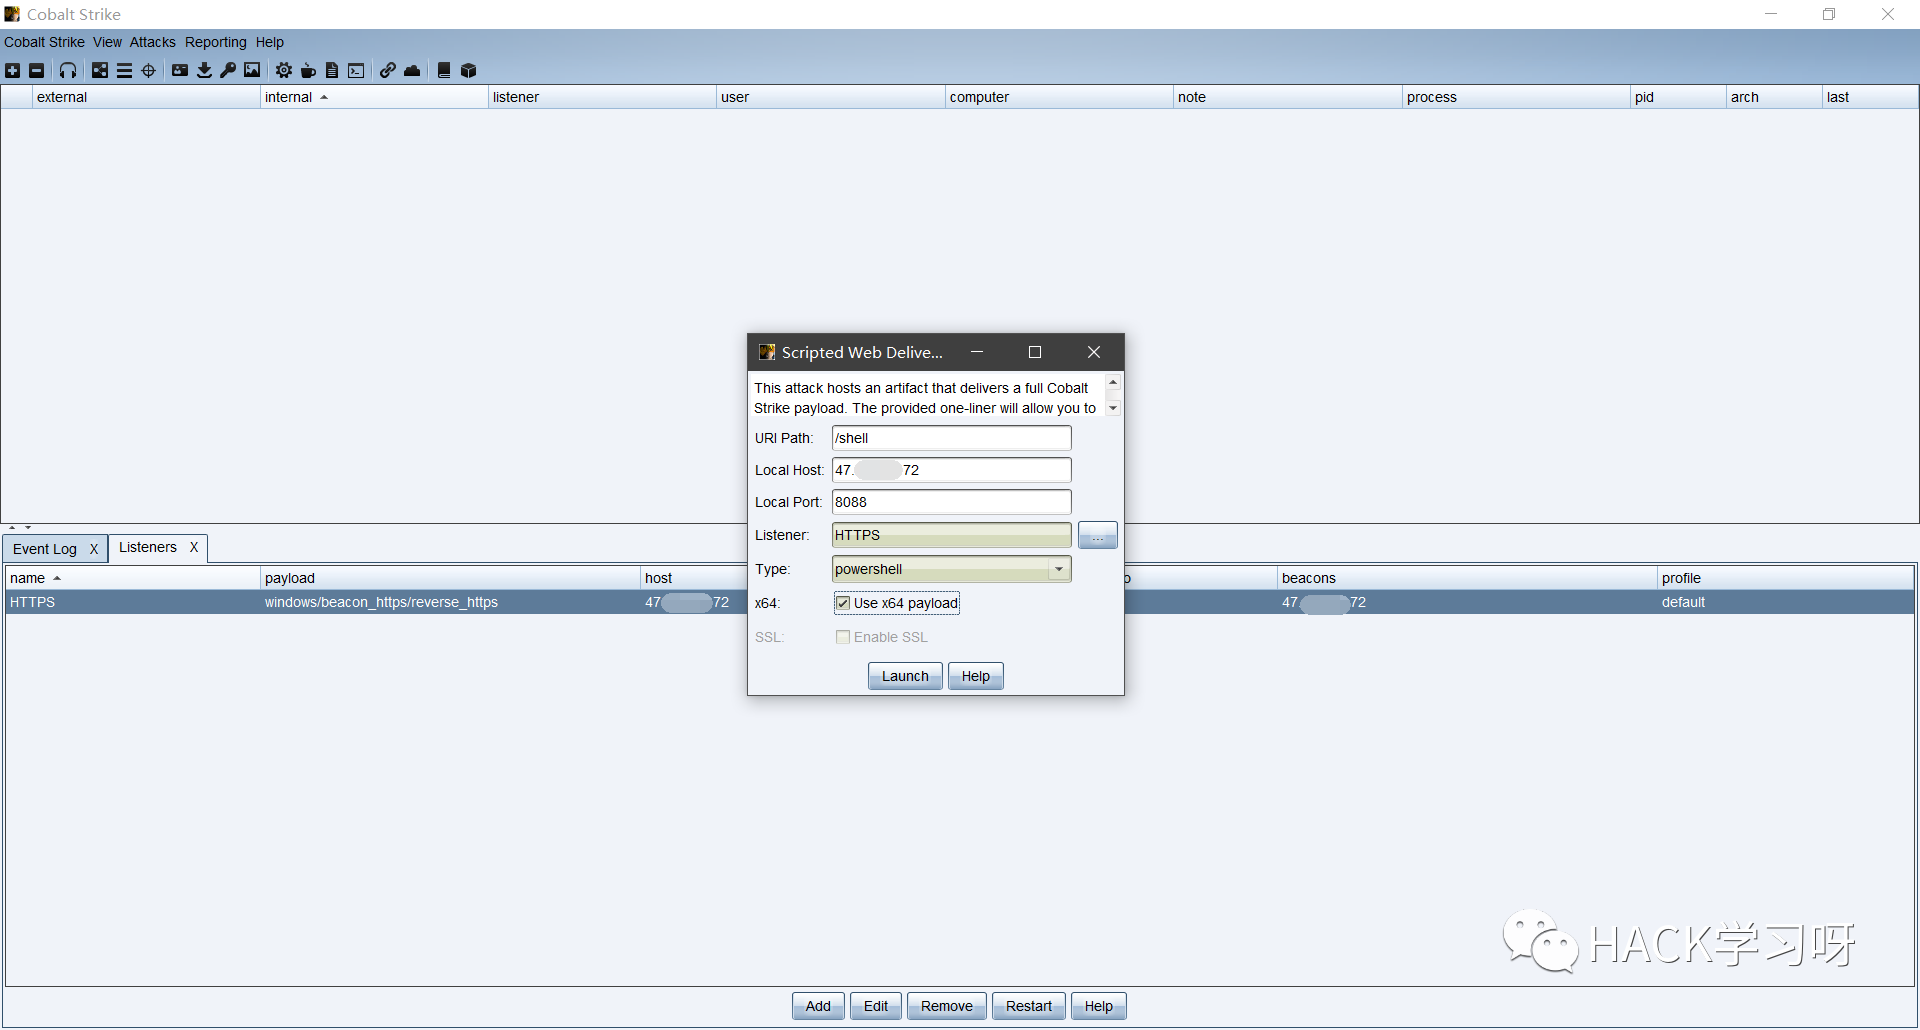 Cobalt Strike
Cobalt Strike View Attacks Reporting Help
external internal listener user computer note process pid arch last
Scripted Web Delive...
This attack hosts an artifact that delivers a full Cobalt
Strike payload. The provided one-liner will allow you to
URI Path: /shell
Local Host: 47. 72
Local Port: 8088
Listener: HTTPS ...
Type: powershell
x64: Use x64 payload
SSL: Enable SSL
Launch Help
Event Log X Listeners X
name payload host beacons profile
HTTPS windows/beacon_https/reverse_https 47 72 47. 72 default
HACK学习呀
Add Edit Remove Restart Help